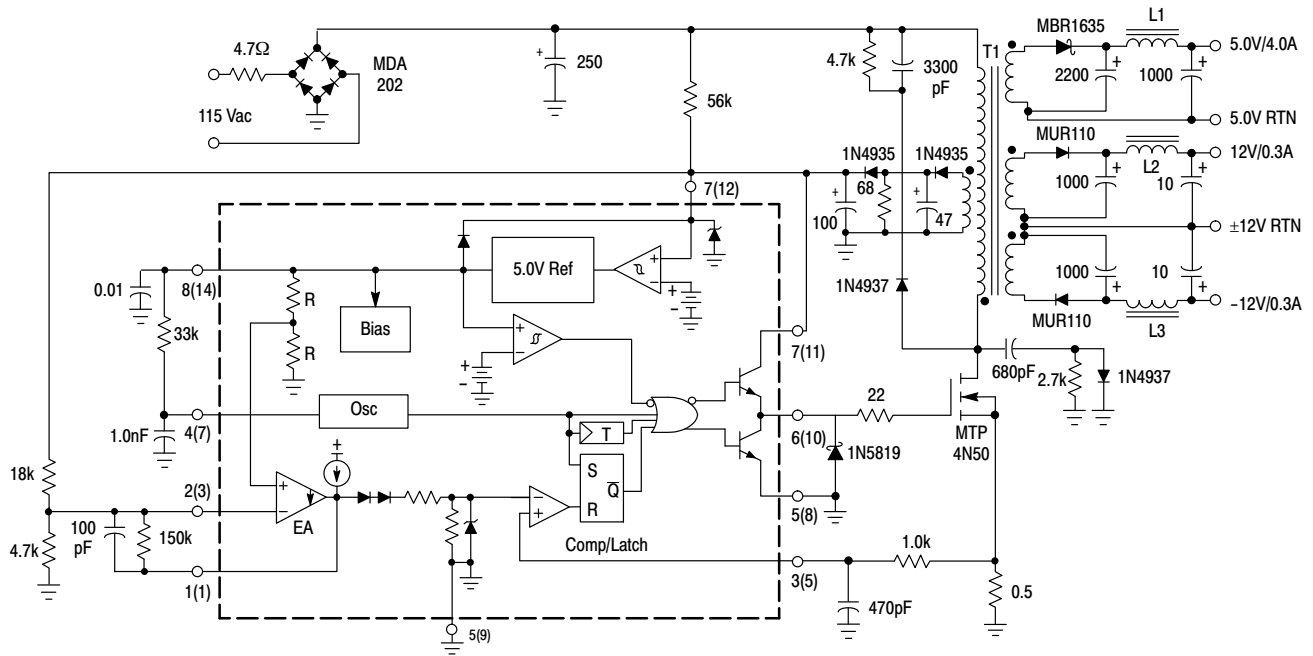 4.7Ω
MDA
202
115 Vac
+
250
56k
4.7k
3300
pF
T1
MBR1635
L1
5.0V/4.0A
+
2200
+
1000
5.0V RTN
MUR110
12V/0.3A
L2
+
1000
+
10
±12V RTN
+
1000
+
10
MUR110
L3
–12V/0.3A
1N4935
1N4935
68
+
100
+
47
1N4937
680pF
2.7k
1N4937
7(12)
0.01
8(14)
33k
R
R
Bias
5.0V Ref
+
–
+
–
+
–
+
–
7(11)
Osc
1.0nF
4(7)
T
S
Q
R
22
6(10)
1N5819
MTP
4N50
5(8)
18k
2(3)
+
–
EA
+
–
+
Comp/Latch
100
pF
150k
4.7k
1(1)
3(5)
1.0k
470pF
0.5
5(9)